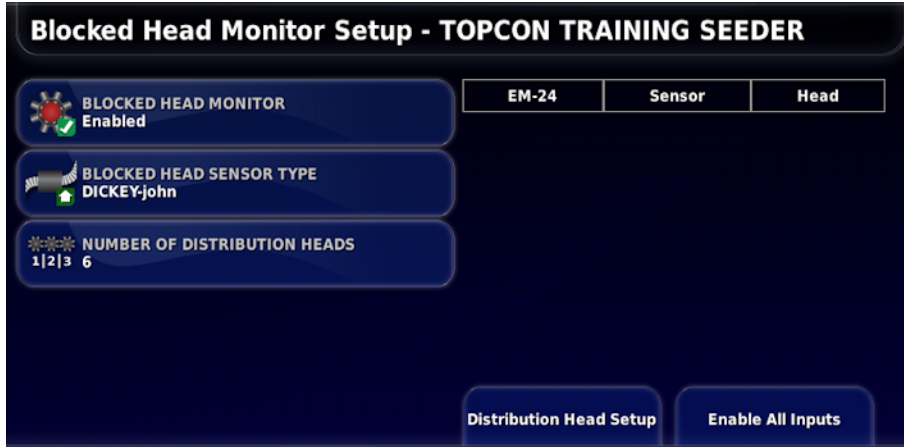 Blocked Head Monitor Setup - TOPCON TRAINING SEEDER
BLOCKED HEAD MONITOR
Enabled
BLOCKED HEAD SENSOR TYPE
DICKEY-john
NUMBER OF DISTRIBUTION HEADS
1|2|3 6
EM-24 Sensor Head
Distribution Head Setup Enable All Inputs